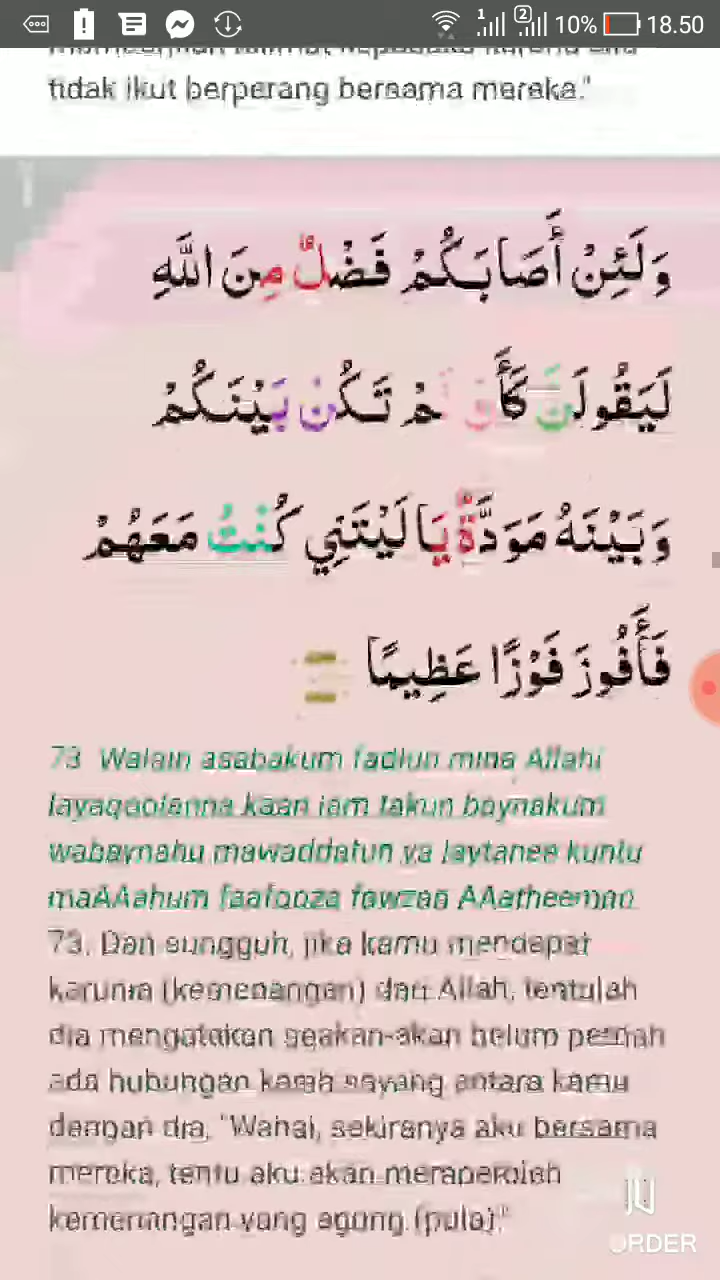 10% 18.50
tidak ikut berperang bersama mereka."
وَلَئِنْ أَصَابَكُمْ فَضْلٌ مِنَ اللَّهِ
لَيَقُولَنَّ كَأَنْ لَمْ تَكُنْ بَيْنَكُمْ
وَبَيْنَهُ مَوَدَّةٌ يَا لَيْتَنِي كُنْتُ مَعَهُمْ
فَأَفُوزَ فَوْزًا عَظِيمًا
73 Walain asabakum fadlun mina Allahi
layaqoolanna kaan lam takun baynakum
wabaynahu mawaddatun ya laytanee kuntu
maAAahum faafooza fawzan AAatheeman
73. Dan sungguh, jika kamu mendapat
karunia (kemenangan) dari Allah, tentulah
dia mengatakan seakan-akan belum pernah
ada hubungan kasih sayang antara kamu
dengan dia, "Wahai, sekiranya aku bersama
mereka, tentu aku akan memperoleh
kemenangan yang agung (pula)."